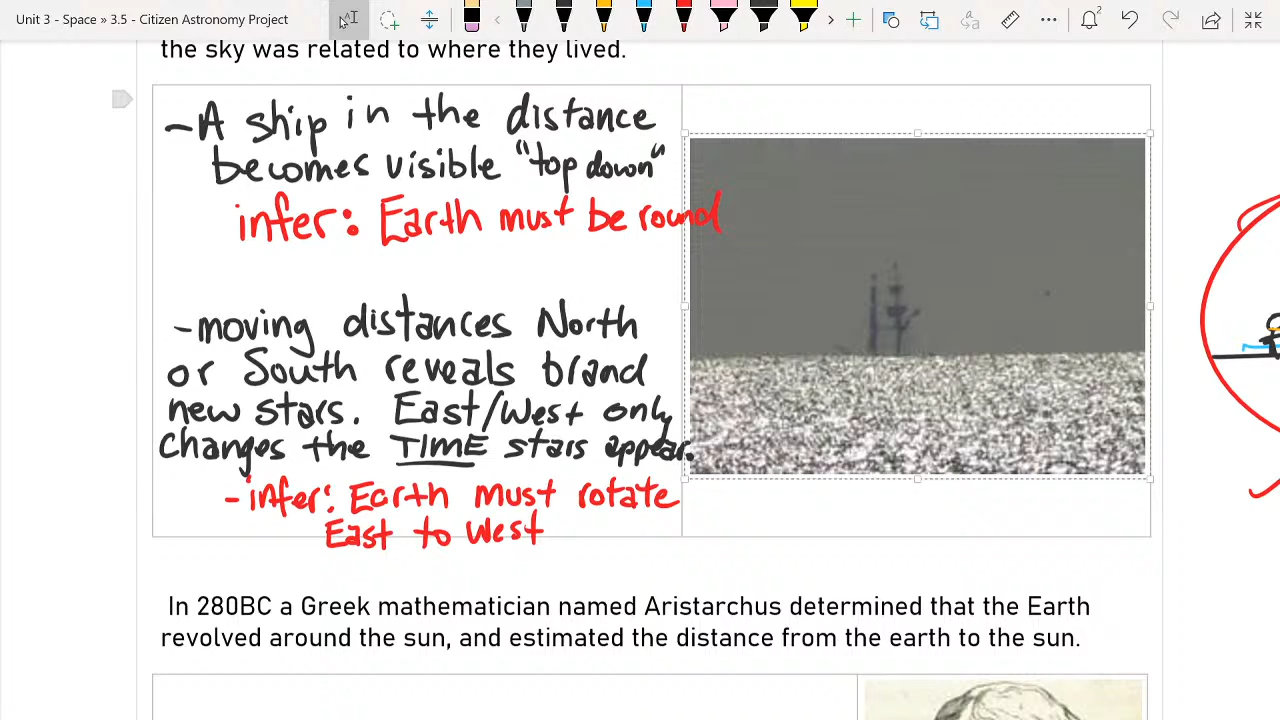 Unit 3 - Space » 3.5 - Citizen Astronomy Project
the sky was related to where they lived.
- A ship in the distance
becomes visible "top down"
infer: Earth must be round
- moving distances North
or South reveals brand
new stars. East/West only
changes the TIME stars appear.
- infer: Earth must rotate
East to West
In 280BC a Greek mathematician named Aristarchus determined that the Earth
revolved around the sun, and estimated the distance from the earth to the sun.